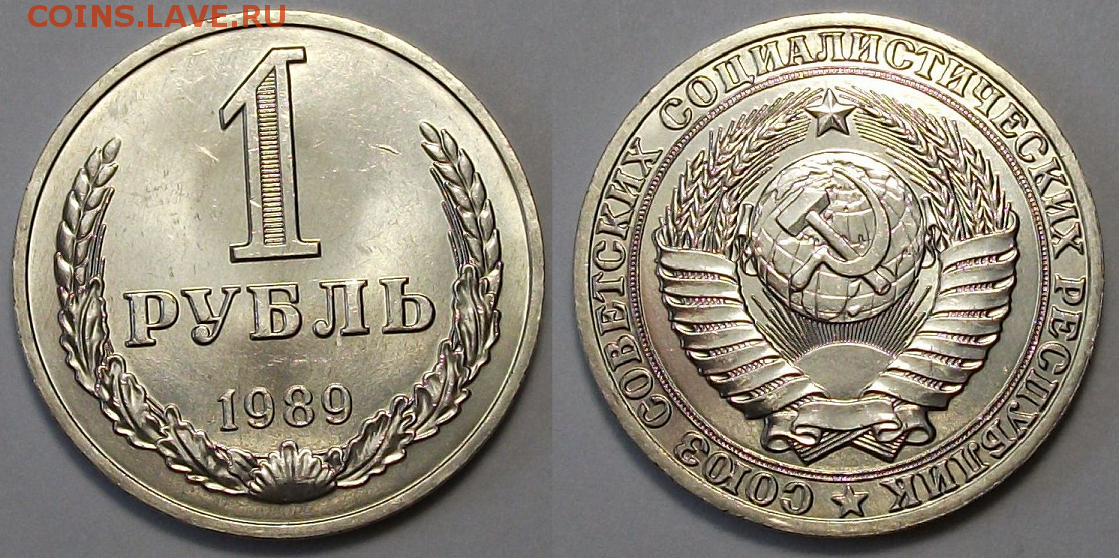 COINS.LAVE.RU
1
РУБЛЬ
1989
СОЮЗ СОВЕТСКИХ СОЦИАЛИСТИЧЕСКИХ РЕСПУБЛИК